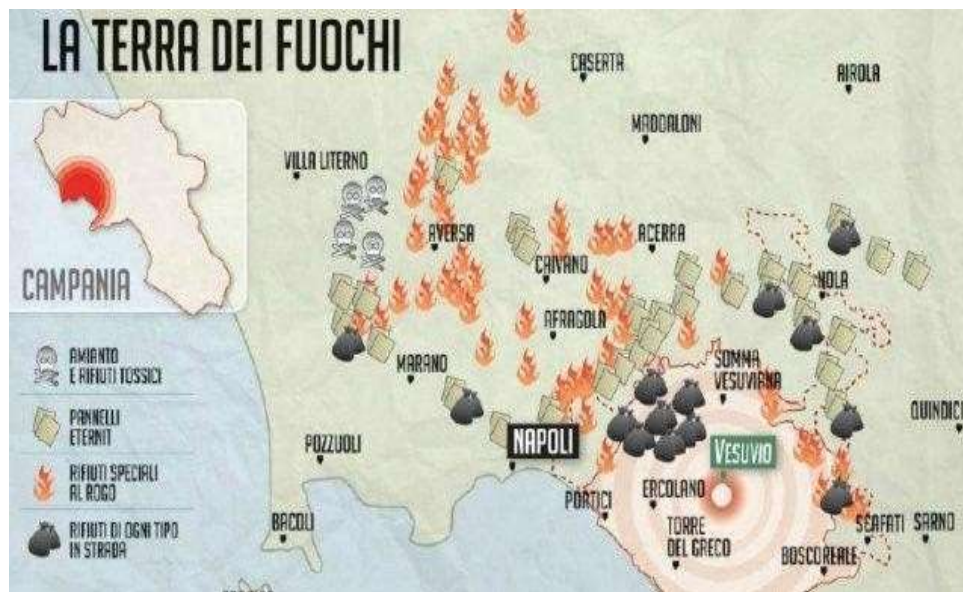 LA TERRA DEI FUOCHI
CASERTA
AIROLA
MADDALONI
VILLA LITERNO
AVERSA
ACERRA
CAIVANO
NOLA
CAMPANIA
AFRAGOLA
MARANO
SOMMA
VESUVIANA
QUINDICI
AMIANTO
E RIFIUTI TOSSICI
PANNELLI
ETERNIT
RIFIUTI SPECIALI
AL ROGO
RIFIUTI DI OGNI TIPO
IN STRADA
POZZUOLI
NAPOLI
VESUVIO
PORTICI
ERCOLANO
BACOLI
TORRE
DEL GRECO
SCAFATI
SARNO
BOSCOREALE